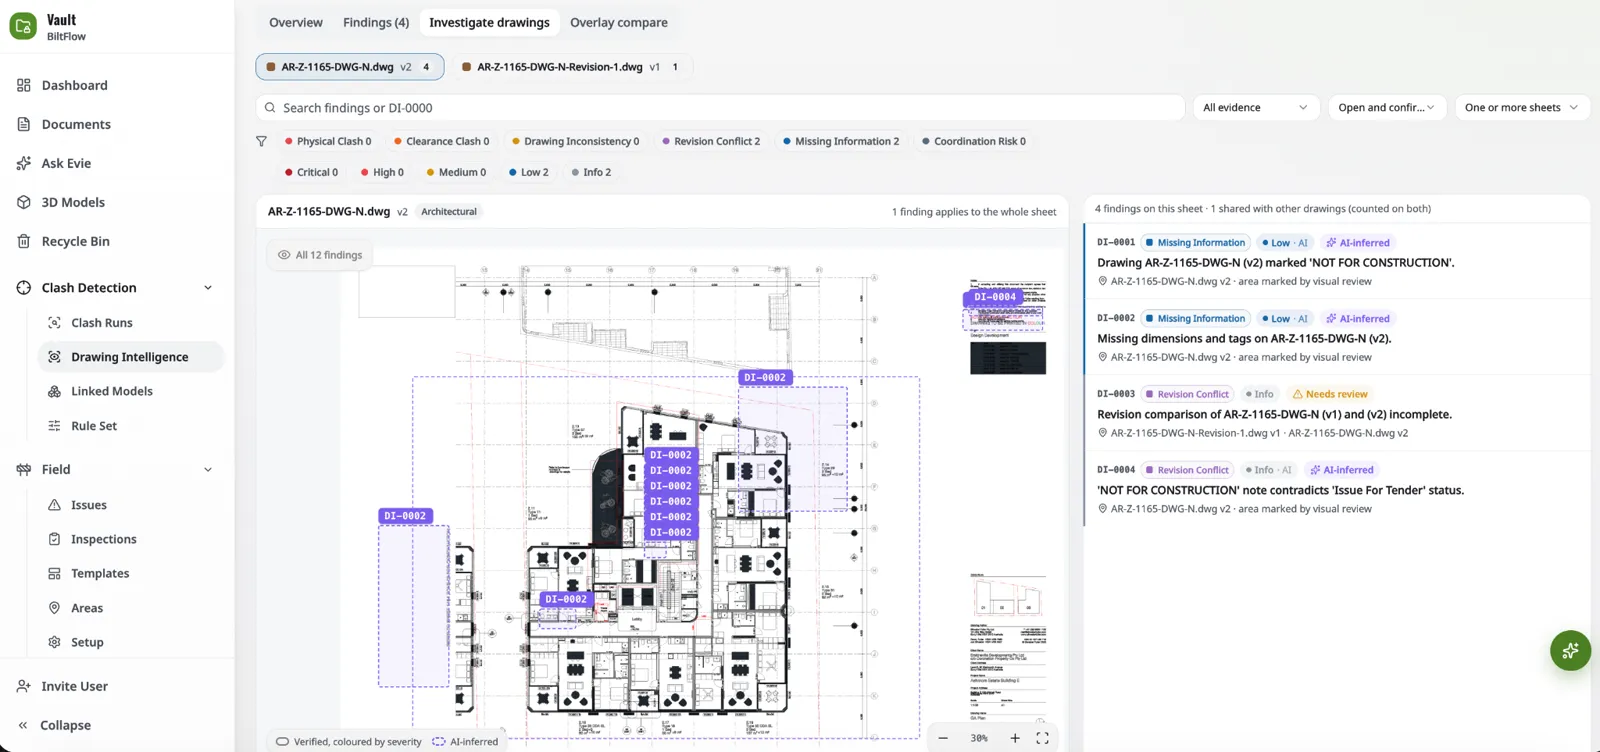 Vault
BiltFlow
Dashboard
Documents
Ask Evie
3D Models
Recycle Bin
Clash Detection
Clash Runs
Drawing Intelligence
Linked Models
Rule Set
Field
Issues
Inspections
Templates
Areas
Setup
Invite User
Collapse
Overview Findings (4) Investigate drawings Overlay compare
AR-Z-1165-DWG-N.dwg v2 4 AR-Z-1165-DWG-N-Revision-1.dwg v1 1
Search findings or DI-0000 All evidence Open and confir... One or more sheets
Physical Clash 0 Clearance Clash 0 Drawing Inconsistency 0 Revision Conflict 2 Missing Information 2 Coordination Risk 0
Critical 0 High 0 Medium 0 Low 2 Info 2
AR-Z-1165-DWG-N.dwg v2 Architectural 1 finding applies to the whole sheet
All 12 findings
DI-0004
Design Development
DI-0002
DI-0002
DI-0002
DI-0002
DI-0002
DI-0002
DI-0002
DI-0002
DI-0002
Lobby
Verified, coloured by severity AI-inferred
30%
4 findings on this sheet · 1 shared with other drawings (counted on both)
DI-0001 Missing Information Low · AI AI-inferred
Drawing AR-Z-1165-DWG-N (v2) marked 'NOT FOR CONSTRUCTION'.
AR-Z-1165-DWG-N.dwg v2 · area marked by visual review
DI-0002 Missing Information Low · AI AI-inferred
Missing dimensions and tags on AR-Z-1165-DWG-N (v2).
AR-Z-1165-DWG-N.dwg v2 · area marked by visual review
DI-0003 Revision Conflict Info Needs review
Revision comparison of AR-Z-1165-DWG-N (v1) and (v2) incomplete.
AR-Z-1165-DWG-N-Revision-1.dwg v1 · AR-Z-1165-DWG-N.dwg v2
DI-0004 Revision Conflict Info · AI AI-inferred
'NOT FOR CONSTRUCTION' note contradicts 'Issue For Tender' status.
AR-Z-1165-DWG-N.dwg v2 · area marked by visual review